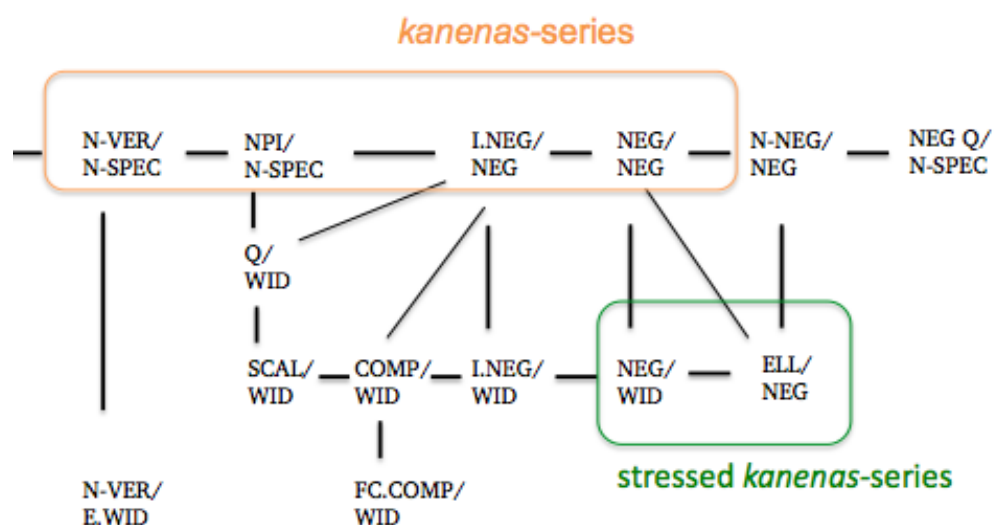 kanenas-series
N-VER/ NPI/ I.NEG/ NEG/ N-NEG/ NEG Q/
N-SPEC N-SPEC NEG NEG NEG N-SPEC
Q/
WID
SCAL/ COMP/ I.NEG/ NEG/ ELL/
WID WID WID WID NEG
stressed kanenas-series
N-VER/ FC.COMP/
E.WID WID